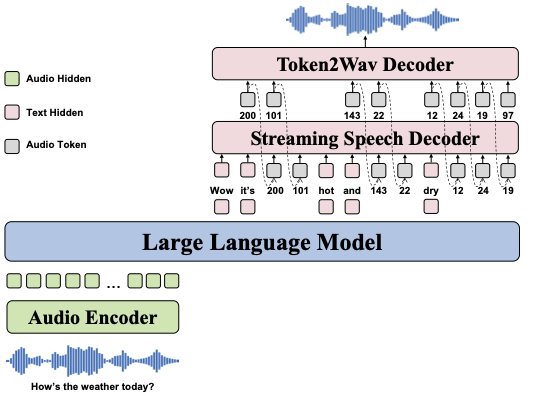 Token2Wav Decoder
Audio Hidden
Text Hidden
Audio Token
200 101 143 22 12 24 19 97
Streaming Speech Decoder
Wow it's 200 101 hot and 143 22 dry 12 24 19
Large Language Model
...
Audio Encoder
How's the weather today?